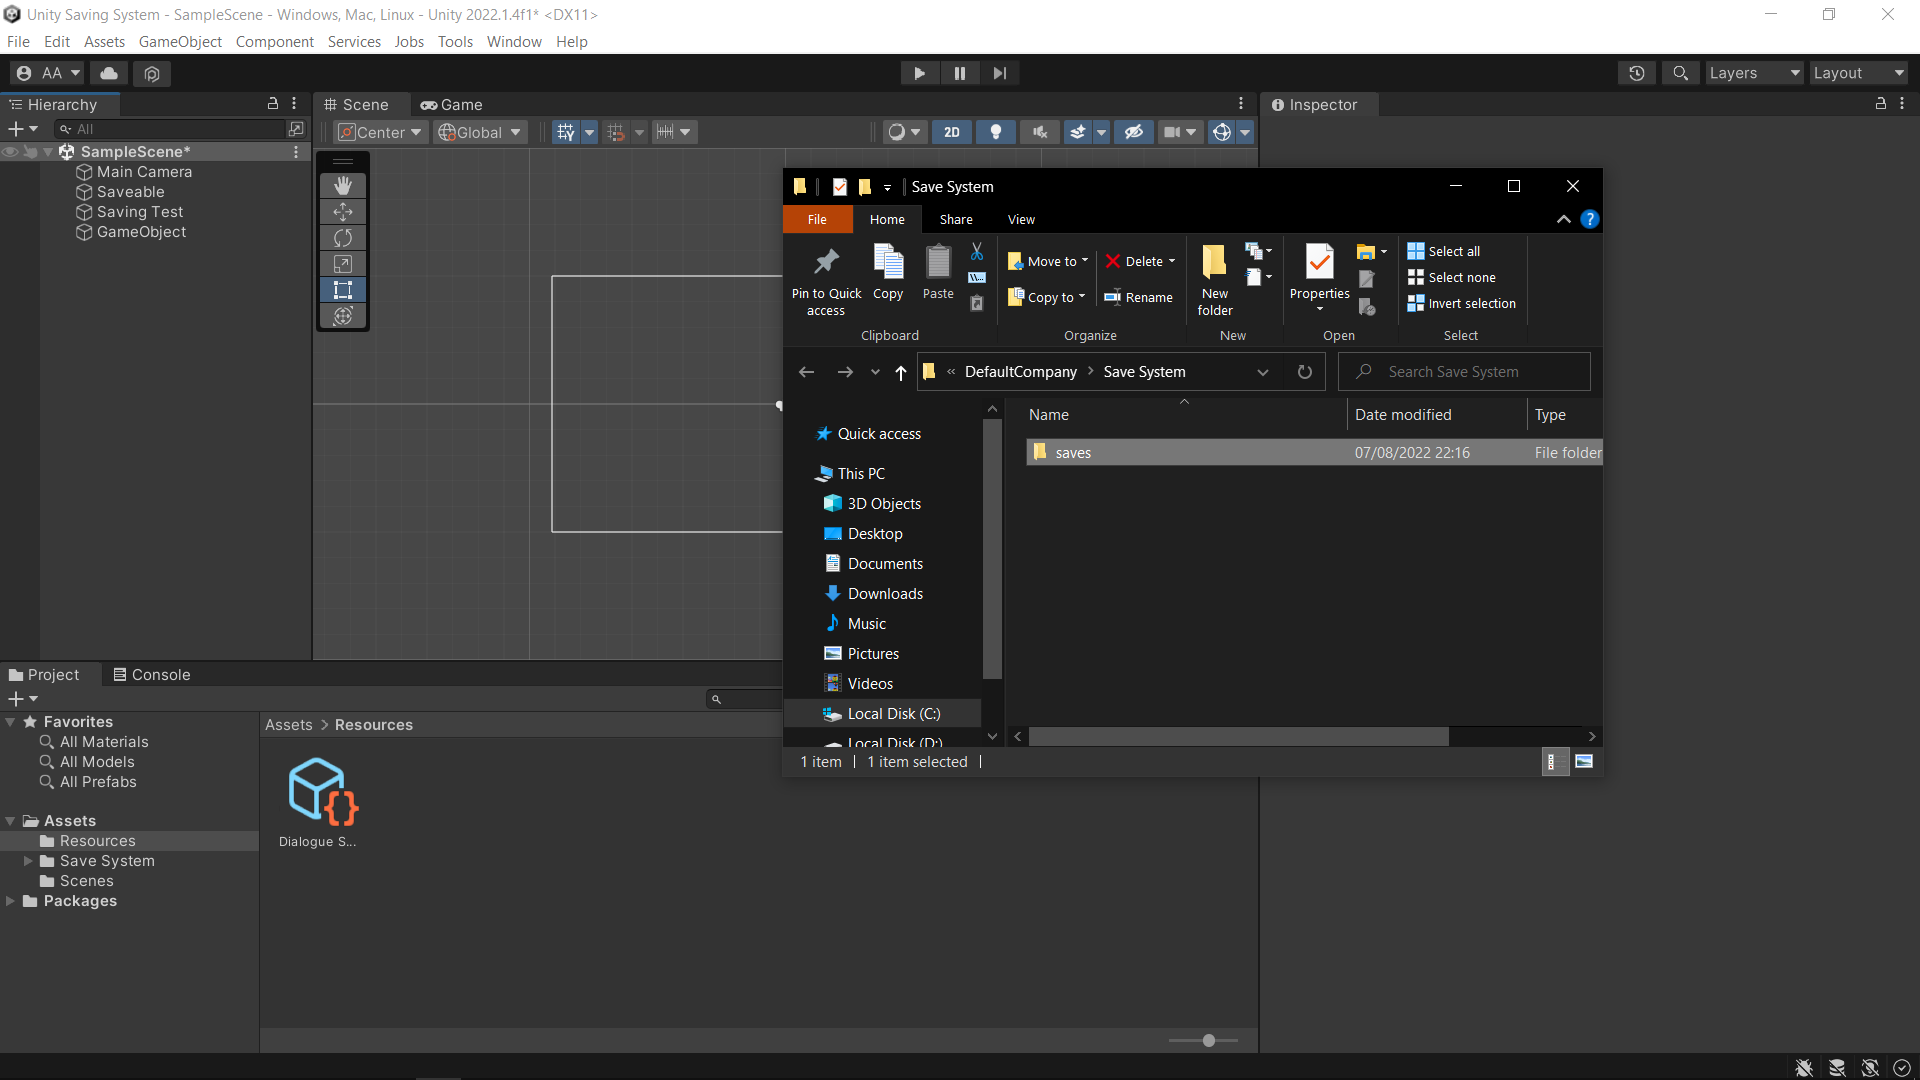 Unity Saving System - SampleScene - Windows, Mac, Linux - Unity 2022.1.4f1* <DX11>
File Edit Assets GameObject Component Services Jobs Tools Window Help
AA Layers Layout
Hierarchy
All
SampleScene*
Main Camera
Saveable
Saving Test
GameObject
Scene Game
Center Global 2D
Inspector
Save System
File Home Share View
Pin to Quick access
Copy
Paste
Move to
Copy to
Delete
Rename
New folder
Properties
Select all
Select none
Invert selection
Clipboard Organize New Open Select
« DefaultCompany > Save System
Search Save System
Name Date modified Type
saves 07/08/2022 22:16 File folder
Quick access
This PC
3D Objects
Desktop
Documents
Downloads
Music
Pictures
Videos
Local Disk (C:)
Local Disk (D:)
1 item 1 item selected
Project Console
Favorites
All Materials
All Models
All Prefabs
Assets
Resources
Save System
Scenes
Packages
Assets > Resources
Dialogue S...